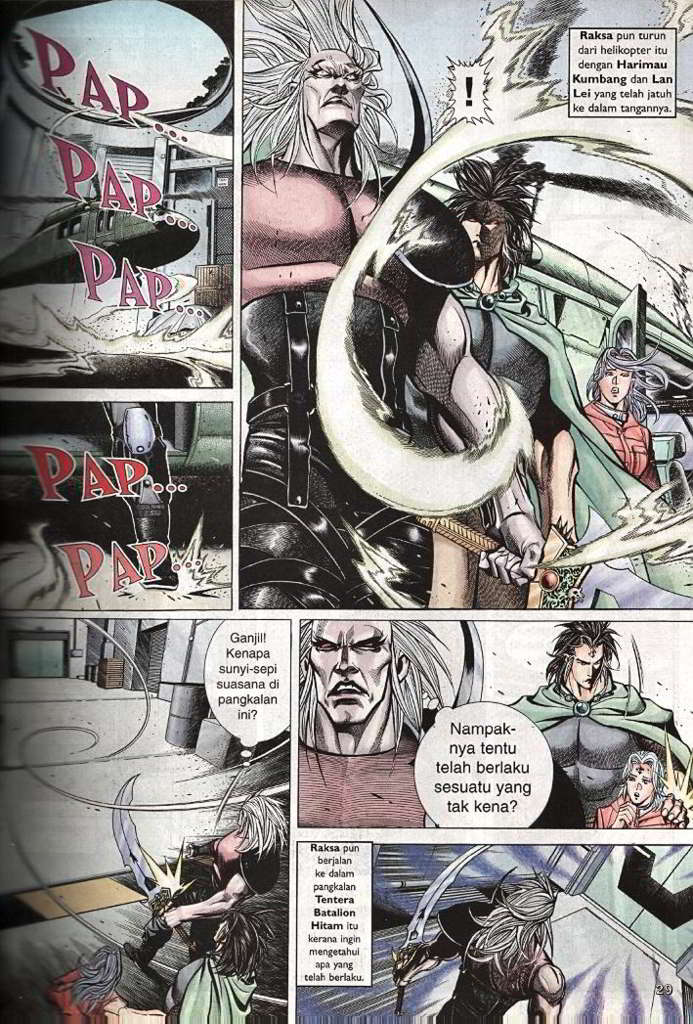 PAP...
PAP...
PAP...
!
Raksa pun turun
dari helikopter itu
dengan Harimau
Kumbang dan Lan
Lei yang telah jatuh
ke dalam tangannya.
PAP...
PAP...
Ganjil!
Kenapa
sunyi-sepi
suasana di
pangkalan
ini?
Nampak-
nya tentu
telah berlaku
sesuatu yang
tak kena?
Raksa pun
berjalan
ke dalam
pangkalan
Tentera
Batalion
Hitam itu
kerana ingin
mengetahui
apa yang
telah berlaku.
29